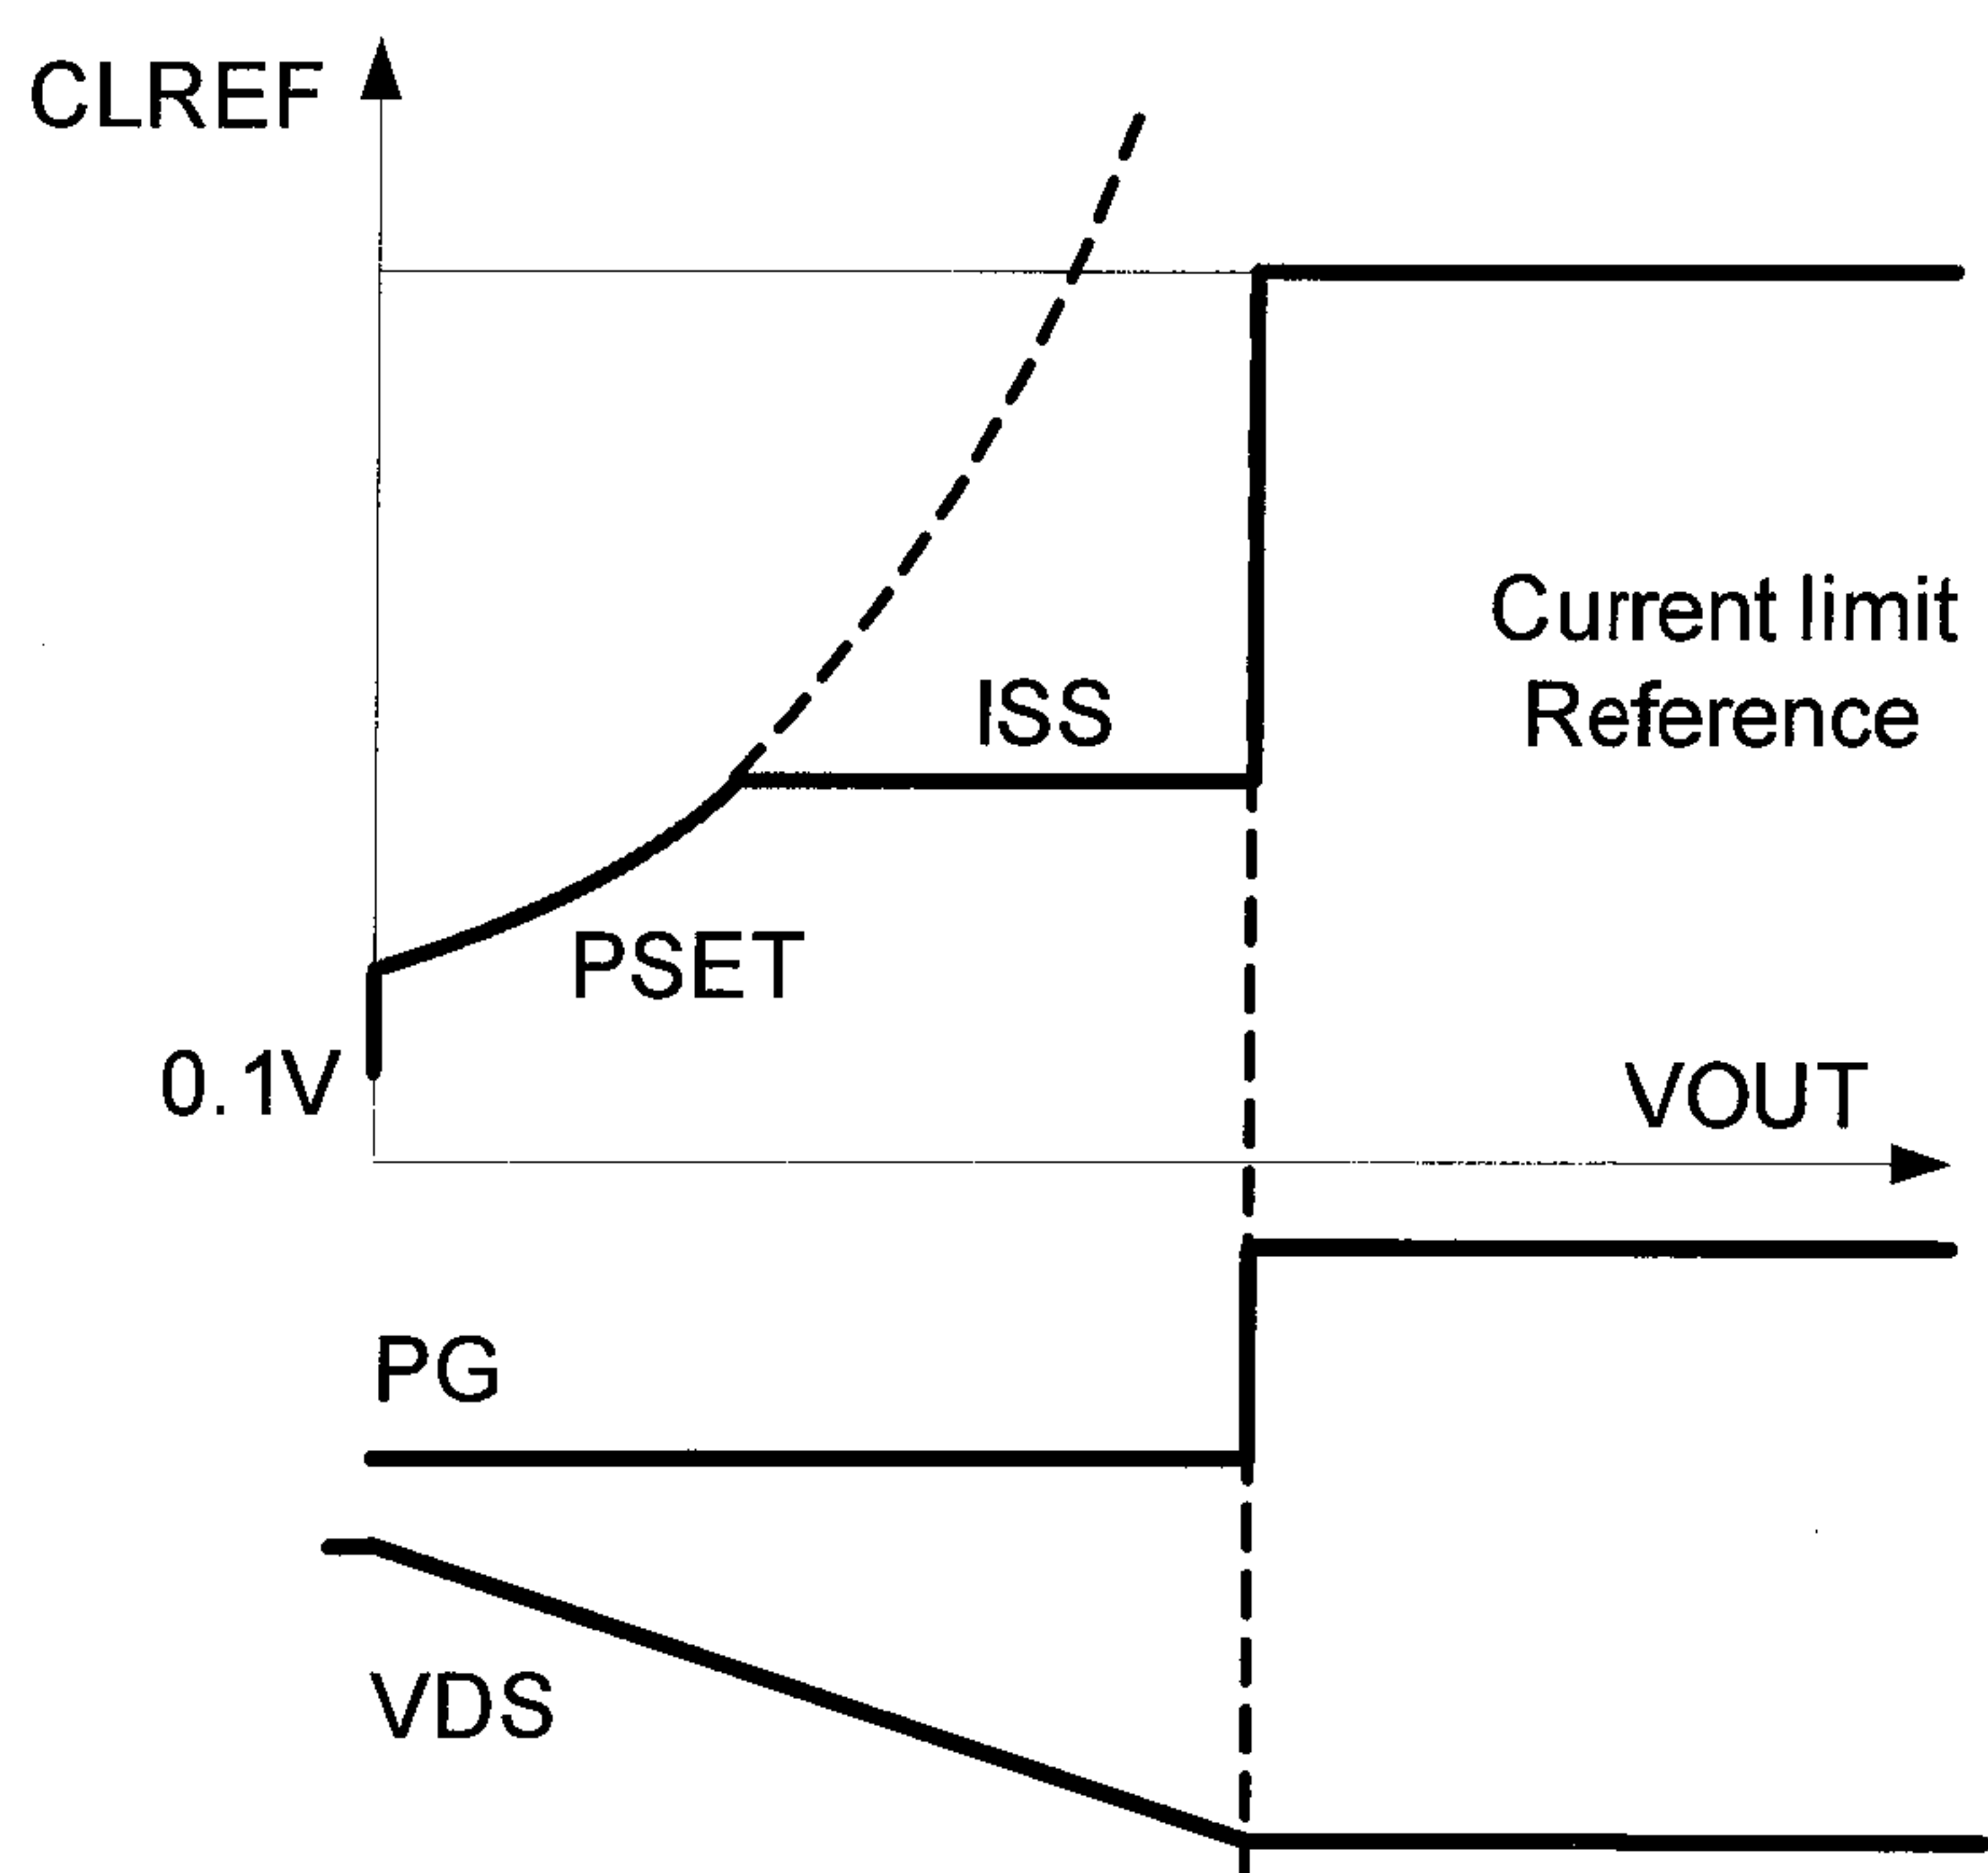 CLREF
ISS
Current limit
Reference
PSET
0.1V
VOUT
PG
VDS